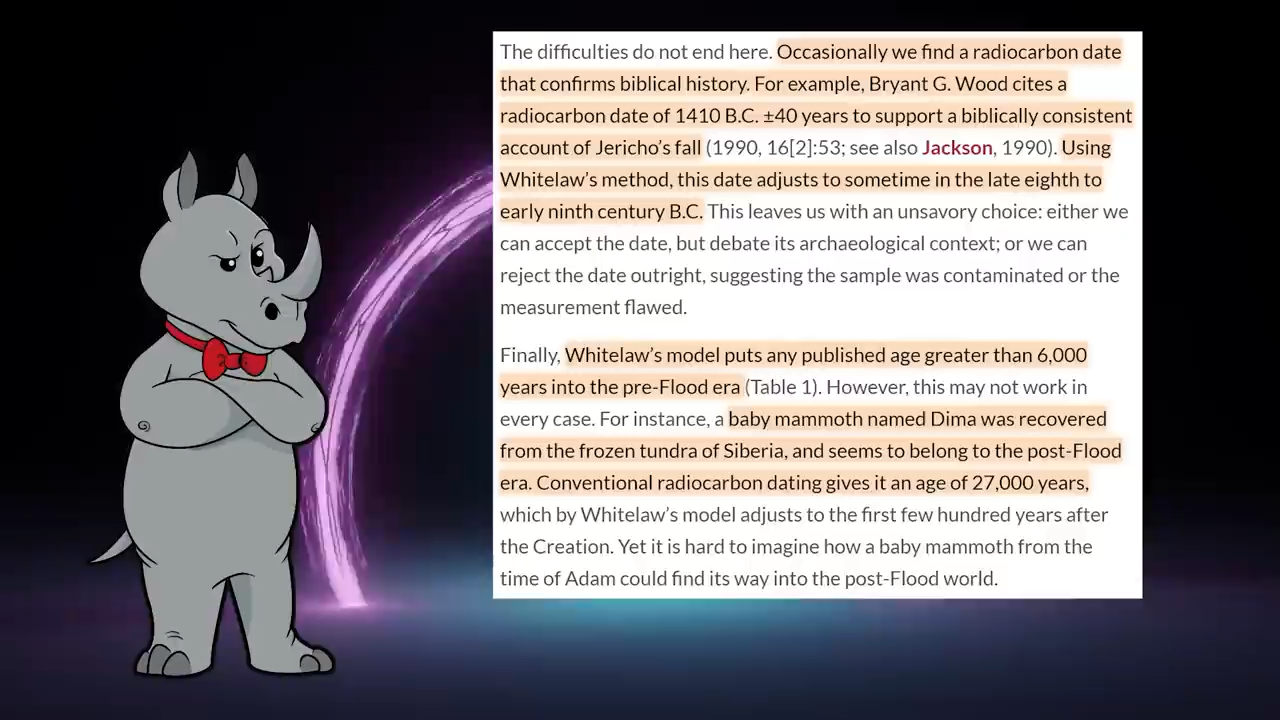 The difficulties do not end here. Occasionally we find a radiocarbon date
that confirms biblical history. For example, Bryant G. Wood cites a
radiocarbon date of 1410 B.C. ±40 years to support a biblically consistent
account of Jericho's fall (1990, 16[2]:53; see also Jackson, 1990). Using
Whitelaw's method, this date adjusts to sometime in the late eighth to
early ninth century B.C. This leaves us with an unsavory choice: either we
can accept the date, but debate its archaeological context; or we can
reject the date outright, suggesting the sample was contaminated or the
measurement flawed.
Finally, Whitelaw's model puts any published age greater than 6,000
years into the pre-Flood era (Table 1). However, this may not work in
every case. For instance, a baby mammoth named Dima was recovered
from the frozen tundra of Siberia, and seems to belong to the post-Flood
era. Conventional radiocarbon dating gives it an age of 27,000 years,
which by Whitelaw's model adjusts to the first few hundred years after
the Creation. Yet it is hard to imagine how a baby mammoth from the
time of Adam could find its way into the post-Flood world.